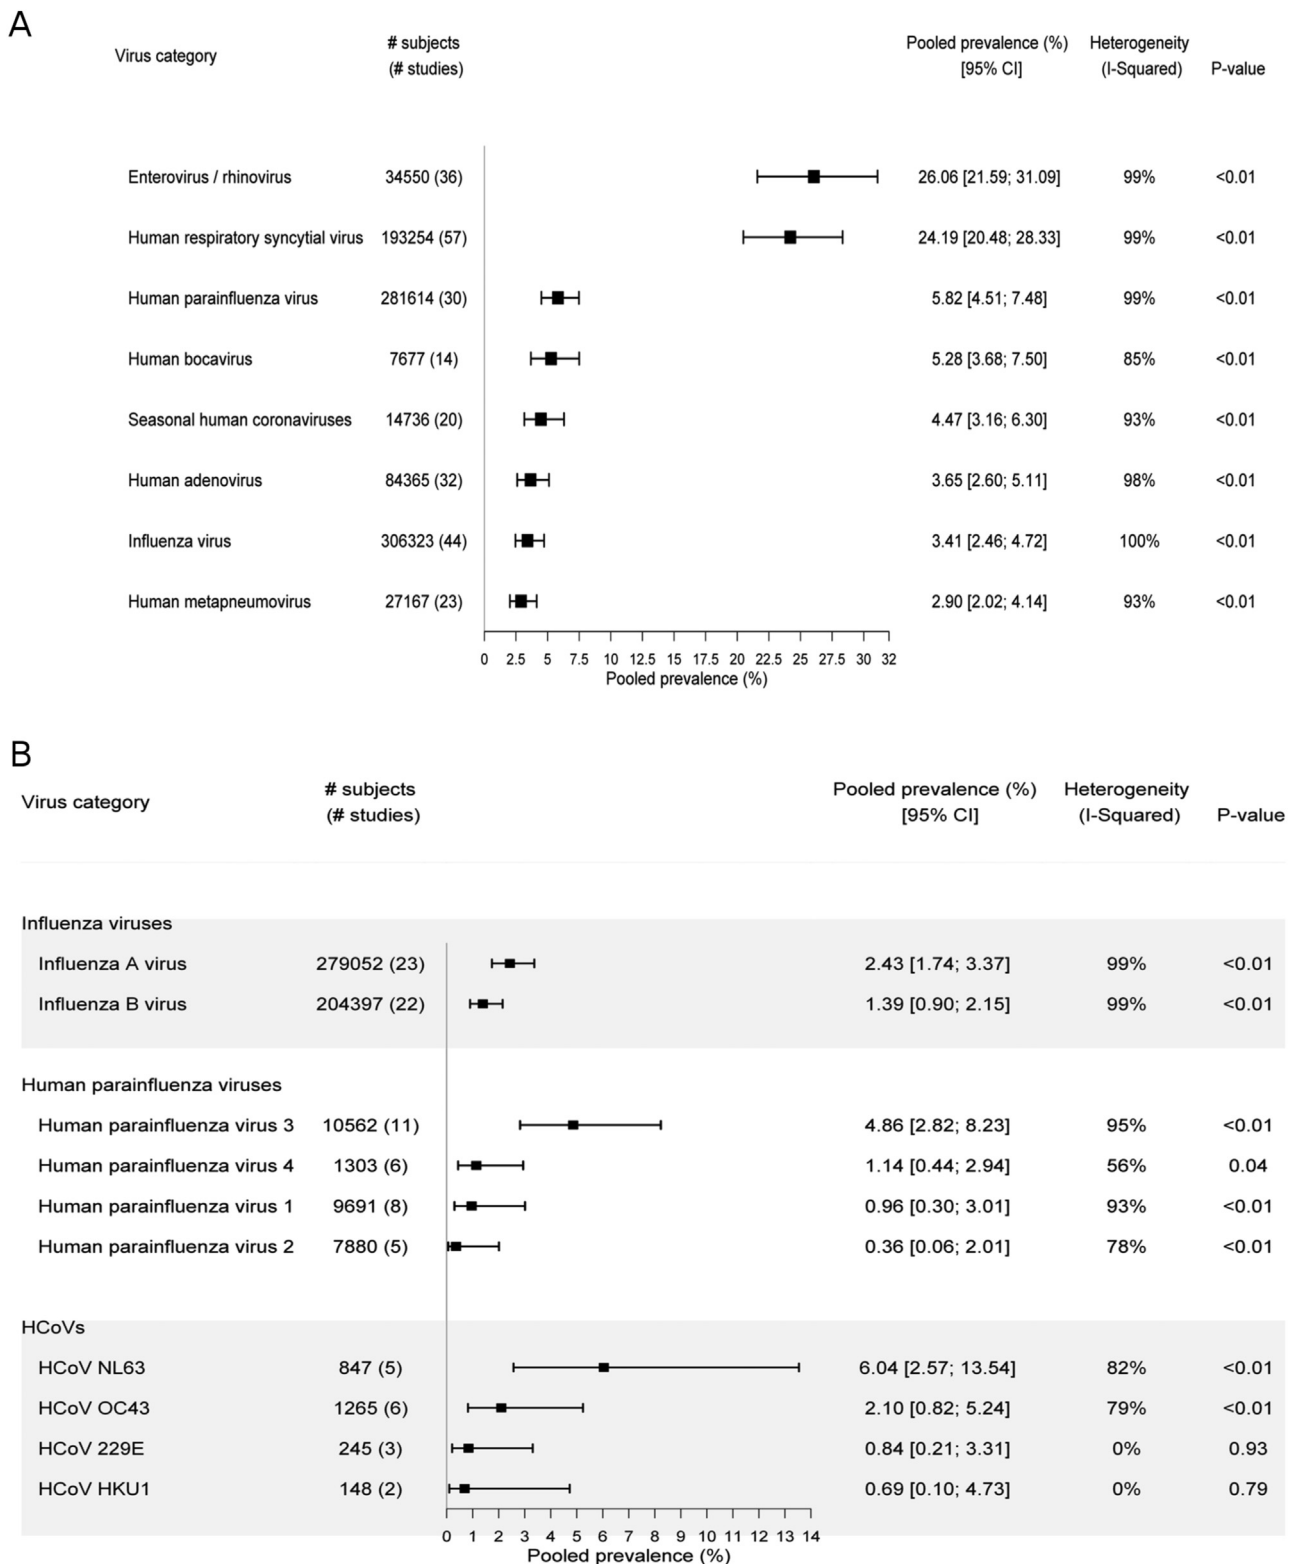 A
Virus category
# subjects
(# studies)
Pooled prevalence (%)
[95% CI]
Heterogeneity
(I-Squared)
P-value
Enterovirus / rhinovirus 34550 (36) 26.06 [21.59; 31.09] 99% <0.01
Human respiratory syncytial virus 193254 (57) 24.19 [20.48; 28.33] 99% <0.01
Human parainfluenza virus 281614 (30) 5.82 [4.51; 7.48] 99% <0.01
Human bocavirus 7677 (14) 5.28 [3.68; 7.50] 85% <0.01
Seasonal human coronaviruses 14736 (20) 4.47 [3.16; 6.30] 93% <0.01
Human adenovirus 84365 (32) 3.65 [2.60; 5.11] 98% <0.01
Influenza virus 306323 (44) 3.41 [2.46; 4.72] 100% <0.01
Human metapneumovirus 27167 (23) 2.90 [2.02; 4.14] 93% <0.01
0 2.5 5 7.5 10 12.5 15 17.5 20 22.5 25 27.5 30 32
Pooled prevalence (%)
B
Virus category
# subjects
(# studies)
Pooled prevalence (%)
[95% CI]
Heterogeneity
(I-Squared)
P-value
Influenza viruses
Influenza A virus 279052 (23) 2.43 [1.74; 3.37] 99% <0.01
Influenza B virus 204397 (22) 1.39 [0.90; 2.15] 99% <0.01
Human parainfluenza viruses
Human parainfluenza virus 3 10562 (11) 4.86 [2.82; 8.23] 95% <0.01
Human parainfluenza virus 4 1303 (6) 1.14 [0.44; 2.94] 56% 0.04
Human parainfluenza virus 1 9691 (8) 0.96 [0.30; 3.01] 93% <0.01
Human parainfluenza virus 2 7880 (5) 0.36 [0.06; 2.01] 78% <0.01
HCoVs
HCoV NL63 847 (5) 6.04 [2.57; 13.54] 82% <0.01
HCoV OC43 1265 (6) 2.10 [0.82; 5.24] 79% <0.01
HCoV 229E 245 (3) 0.84 [0.21; 3.31] 0% 0.93
HCoV HKU1 148 (2) 0.69 [0.10; 4.73] 0% 0.79
0 1 2 3 4 5 6 7 8 9 10 11 12 13 14
Pooled prevalence (%)